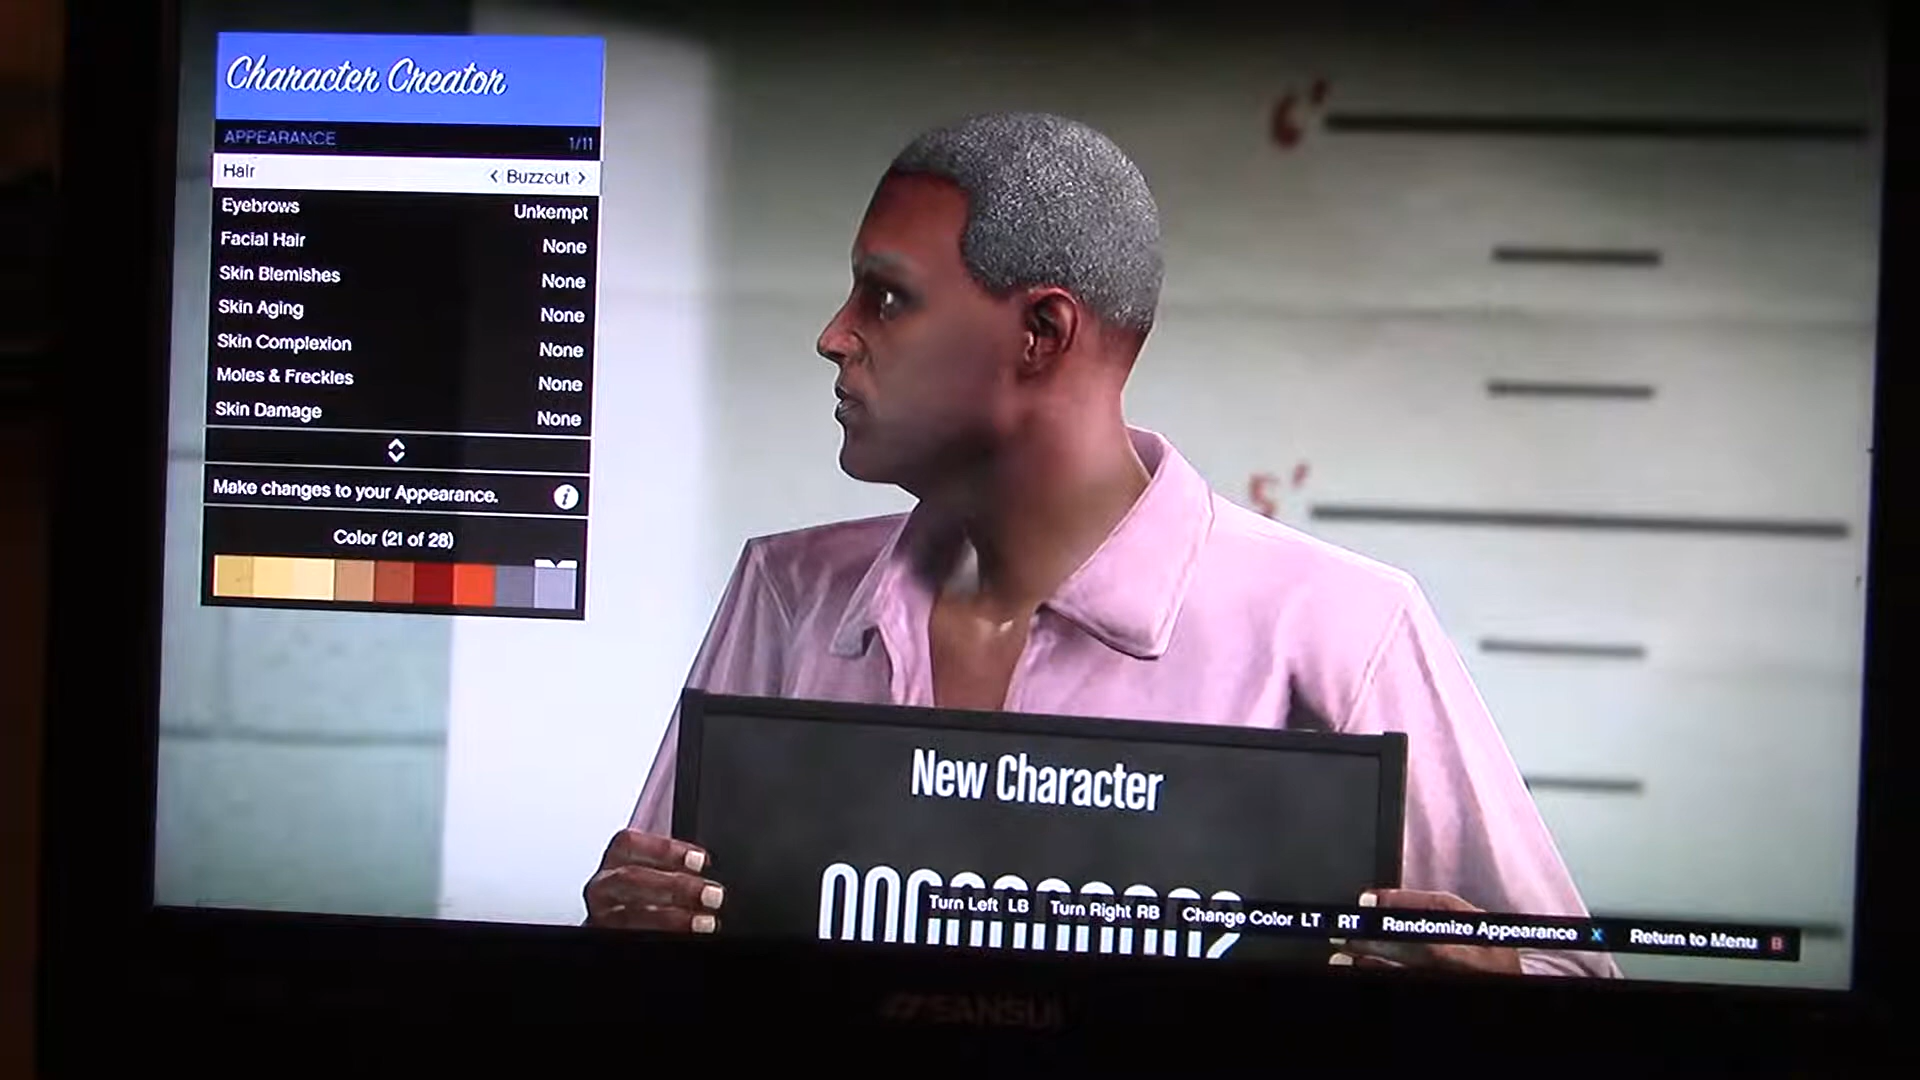 Character Creator
APPEARANCE 1/11
Hair < Buzzcut >
Eyebrows Unkempt
Facial Hair None
Skin Blemishes None
Skin Aging None
Skin Complexion None
Moles & Freckles None
Skin Damage None
Make changes to your Appearance. i
Color (21 of 28)
6'
5'
New Character
Turn Left LB Turn Right RB Change Color LT RT Randomize Appearance X Return to Menu B
SANSUI